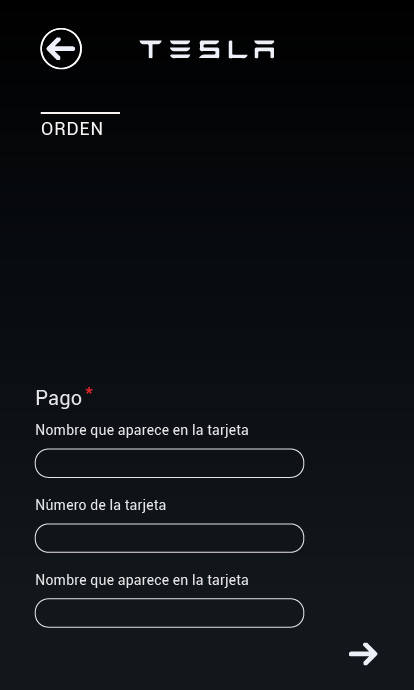 TESLA
ORDEN
Pago *
Nombre que aparece en la tarjeta
Número de la tarjeta
Nombre que aparece en la tarjeta